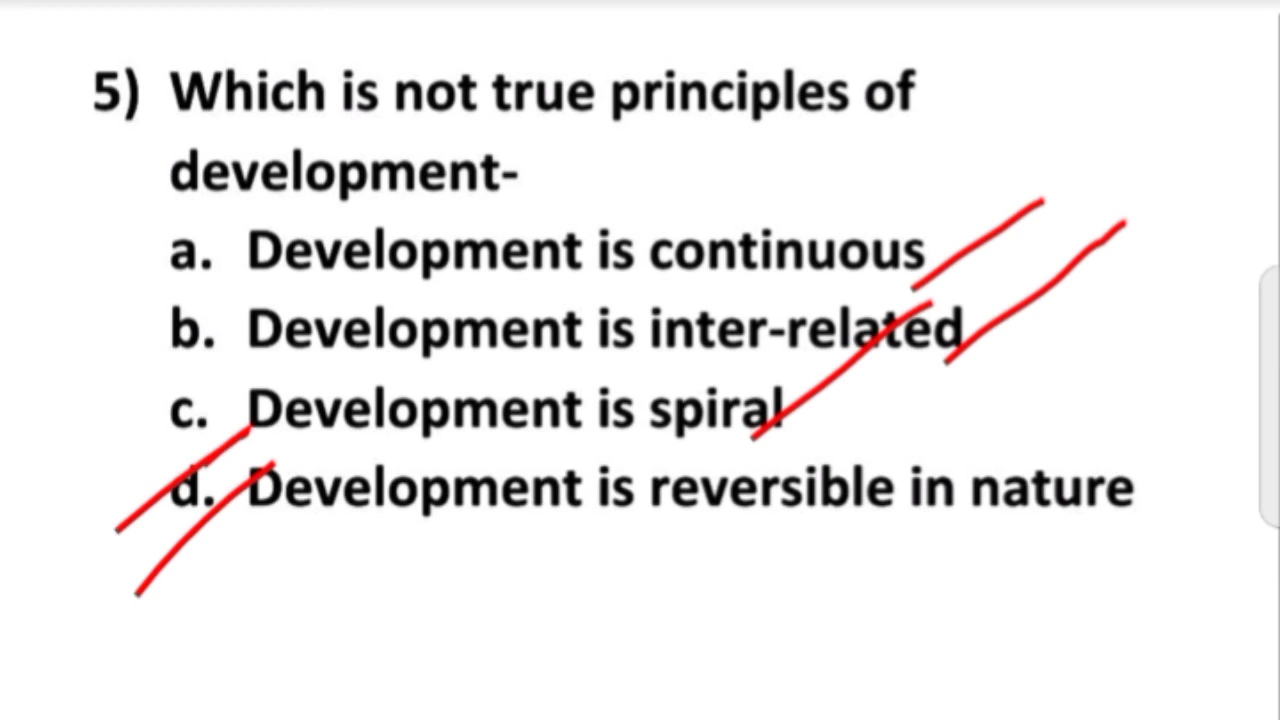 5) Which is not true principles of
development-
a. Development is continuous
b. Development is inter-related
c. Development is spiral
d. Development is reversible in nature